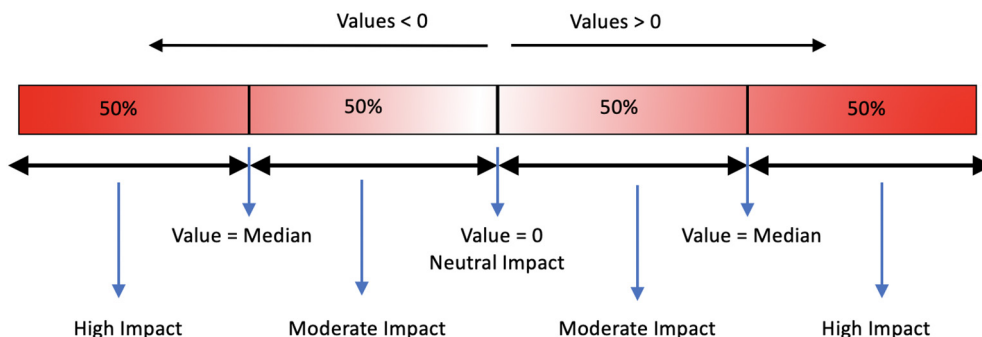 Values < 0
Values > 0
50%
50%
50%
50%
Value = Median
Value = 0
Neutral Impact
Value = Median
High Impact
Moderate Impact
Moderate Impact
High Impact